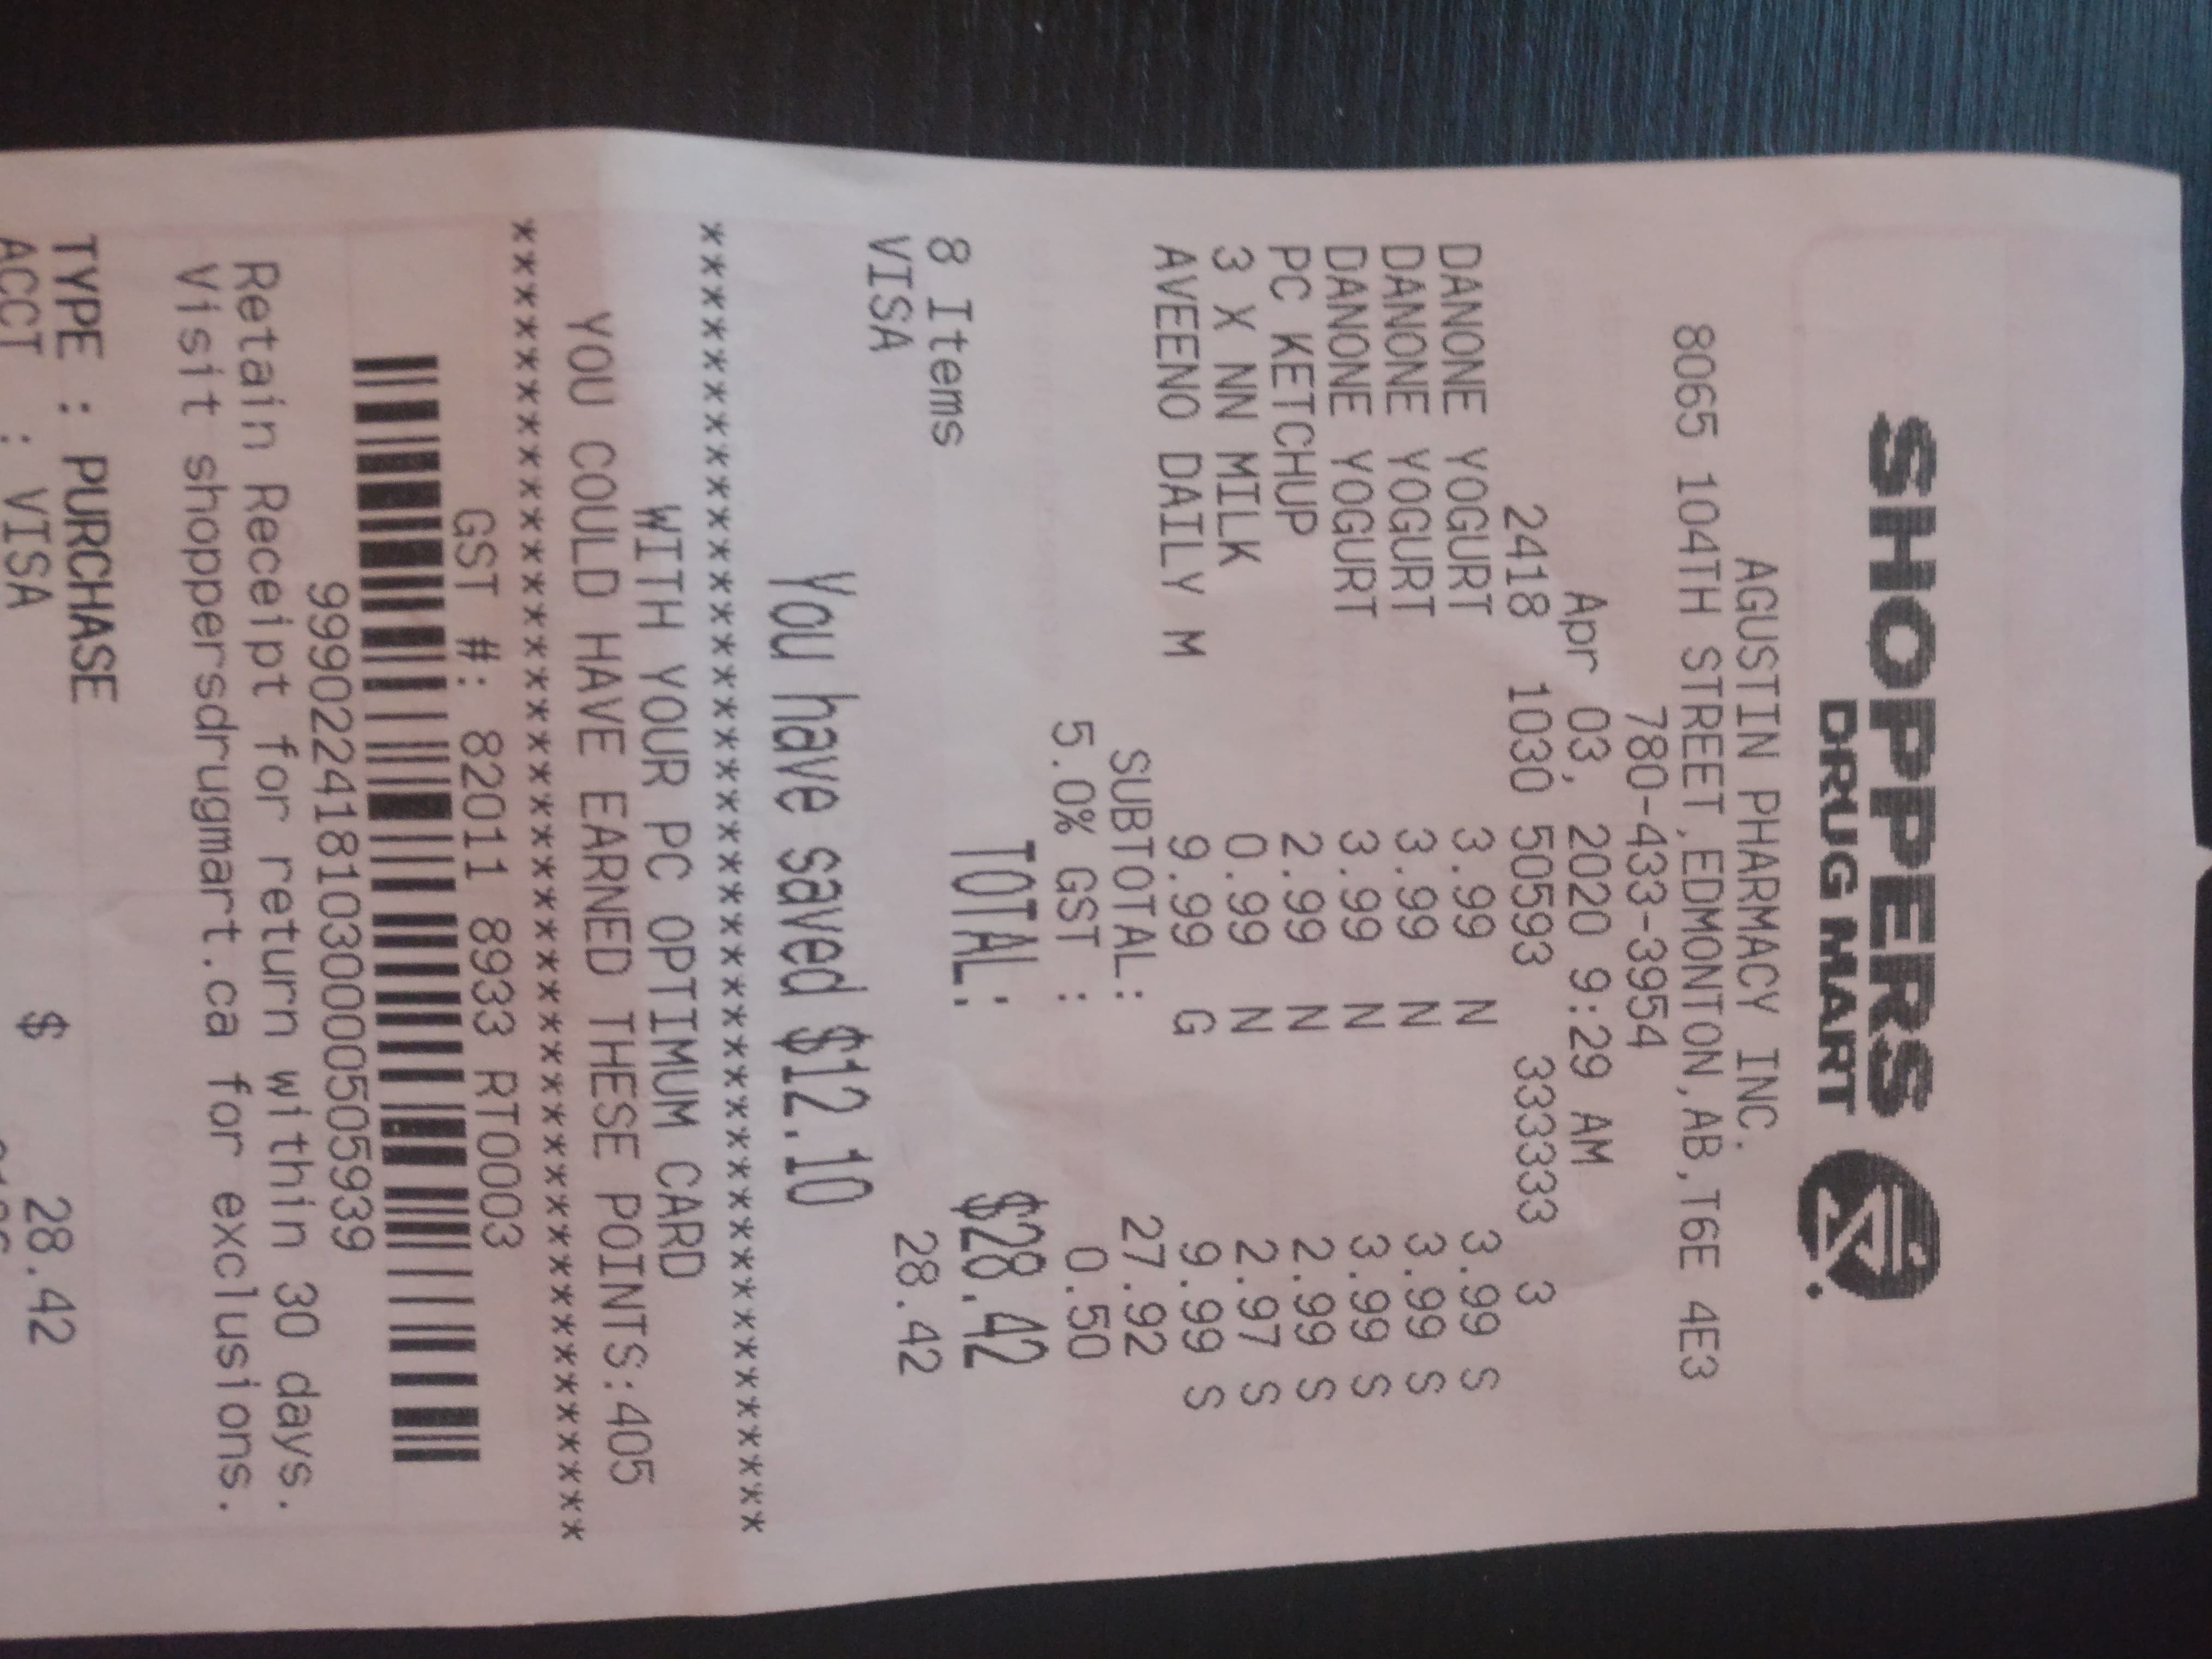 SHOPPERS
DRUG MART
AGUSTIN PHARMACY INC.
8065 104TH STREET,EDMONTON,AB,T6E 4E3
780-433-3954
Apr 03, 2020 9:29 AM
2418 1030 50593 333333 3
DANONE YOGURT 3.99 N 3.99 S
DANONE YOGURT 3.99 N 3.99 S
DANONE YOGURT 3.99 N 3.99 S
PC KETCHUP 2.99 N 2.99 S
3 X NN MILK 0.99 N 2.97 S
AVEENO DAILY M 9.99 G 9.99 S
SUBTOTAL: 27.92
5.0% GST : 0.50
TOTAL: $28.42
8 Items
VISA 28.42
You have saved $12.10
****************************************
WITH YOUR PC OPTIMUM CARD
YOU COULD HAVE EARNED THESE POINTS:405
****************************************
GST #: 82011 8933 RT0003
9990224181030000505939
Retain Receipt for return within 30 days.
Visit shoppersdrugmart.ca for exclusions.
TYPE : PURCHASE
ACCT : VISA $ 28.42